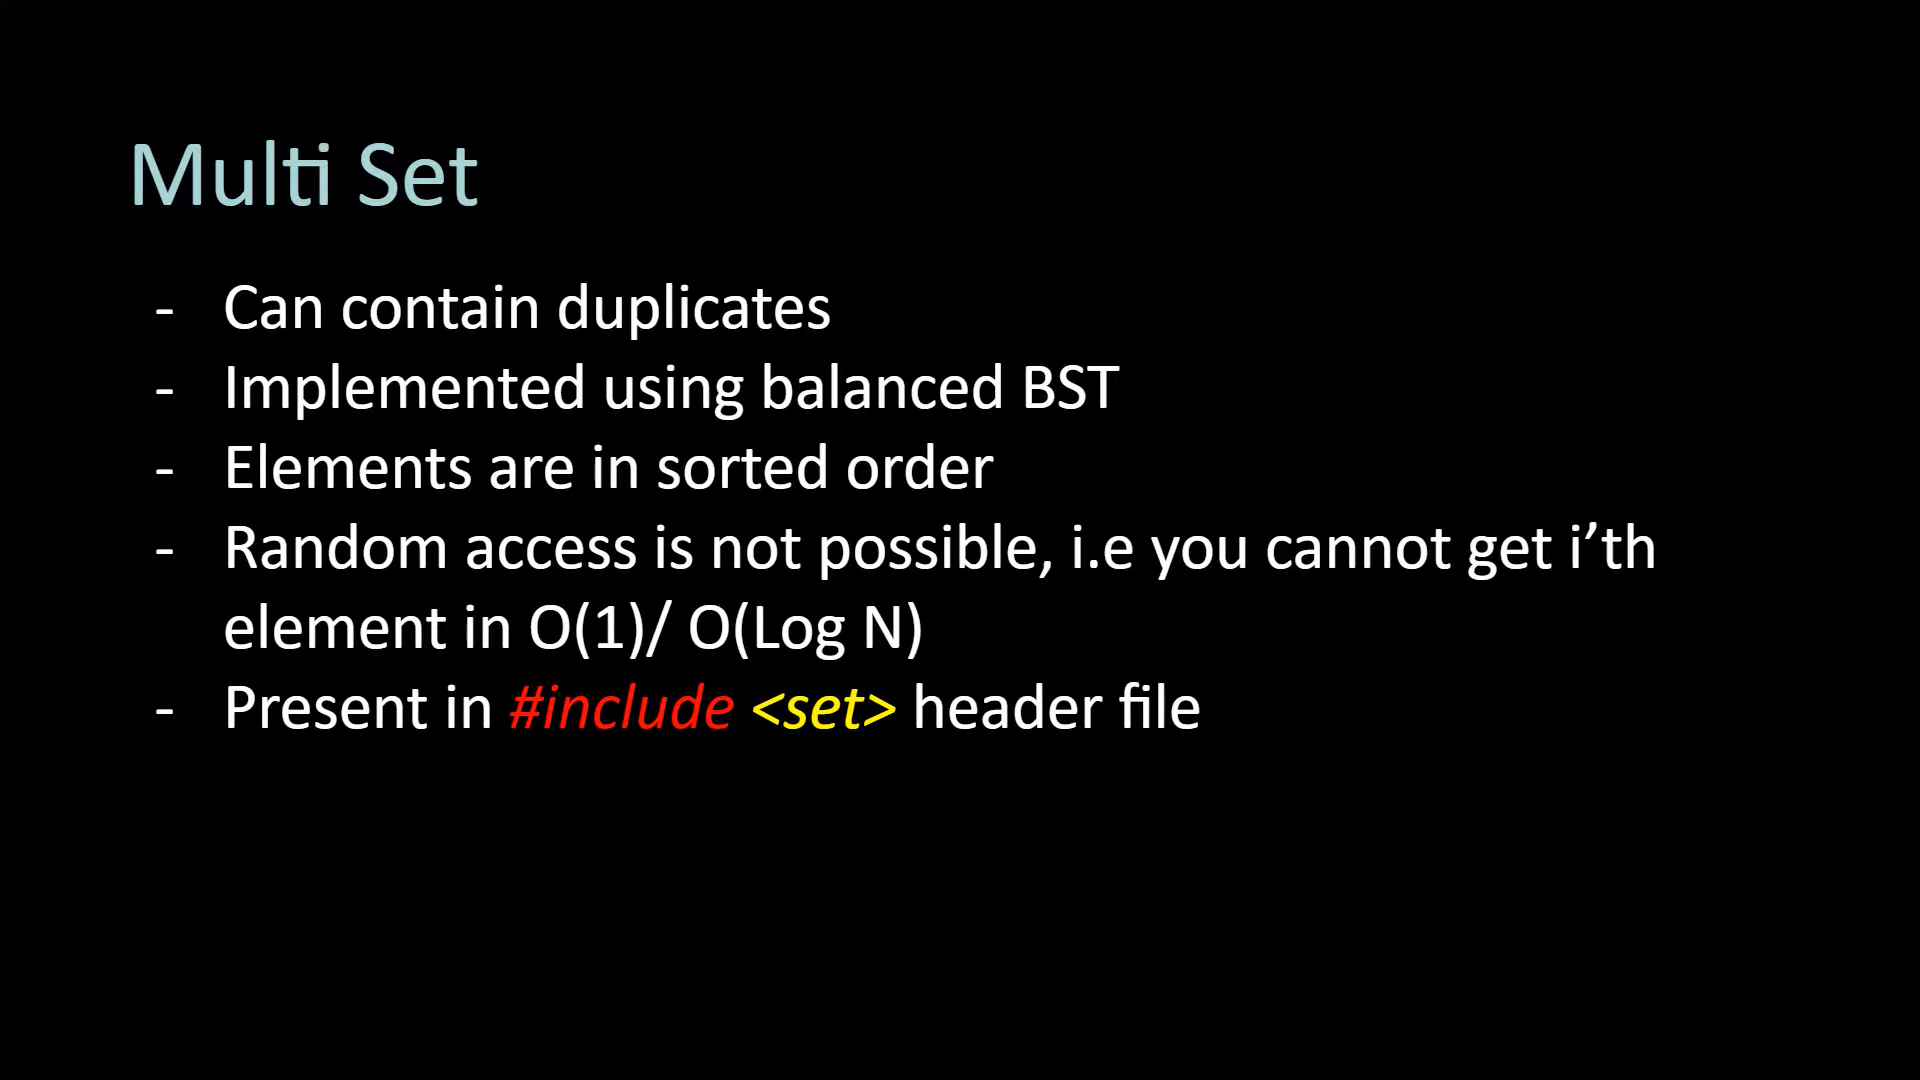 Multi Set
- Can contain duplicates
- Implemented using balanced BST
- Elements are in sorted order
- Random access is not possible, i.e you cannot get i’th
element in O(1)/ O(Log N)
- Present in #include <set> header file